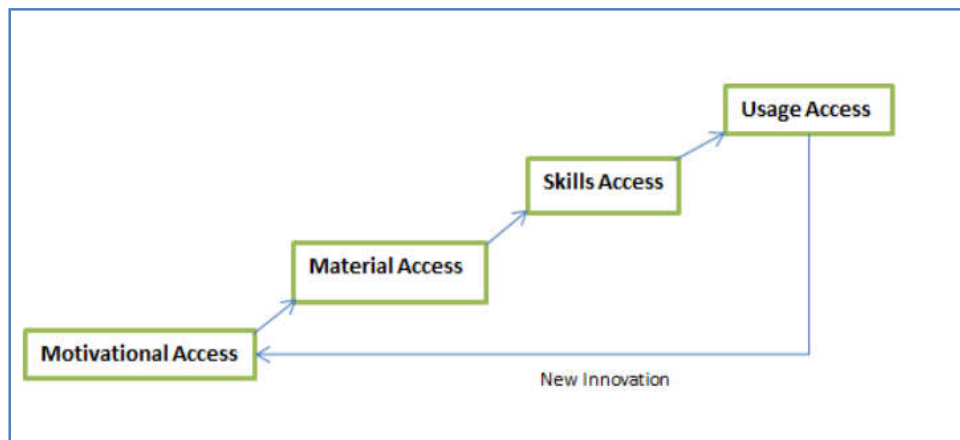 Usage Access
Skills Access
Material Access
Motivational Access
New Innovation